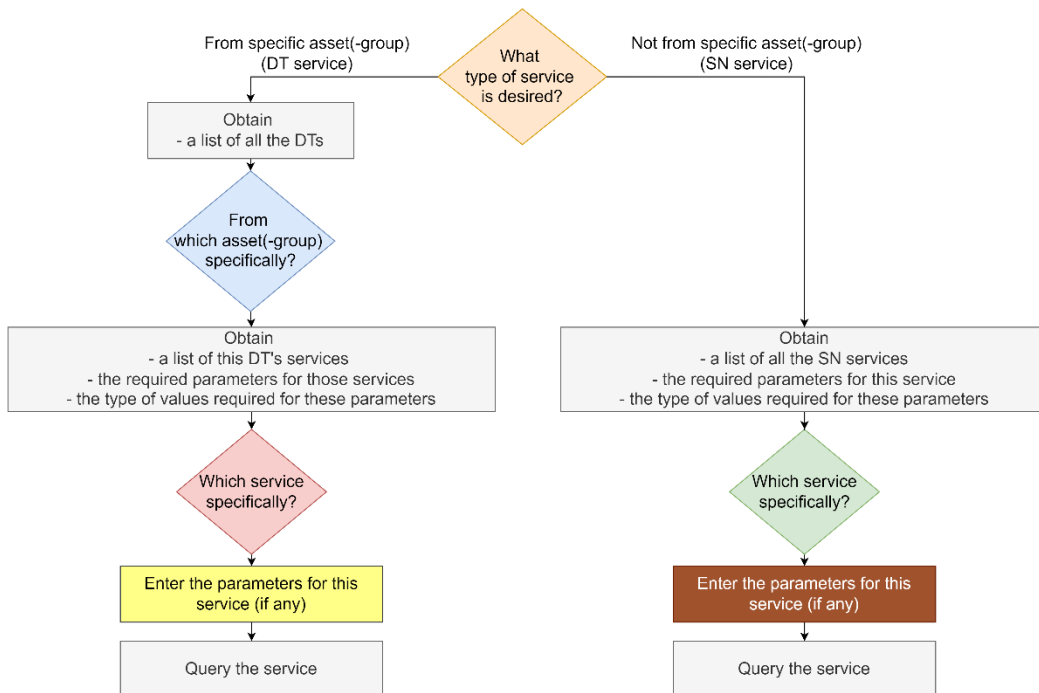 From specific asset(-group)
(DT service)
What
type of service
is desired?
Not from specific asset(-group)
(SN service)
Obtain
- a list of all the DTs
From
which asset(-group)
specifically?
Obtain
- a list of this DT's services
- the required parameters for those services
- the type of values required for these parameters
Obtain
- a list of all the SN services
- the required parameters for this service
- the type of values required for these parameters
Which service
specifically?
Which service
specifically?
Enter the parameters for this
service (if any)
Enter the parameters for this
service (if any)
Query the service
Query the service